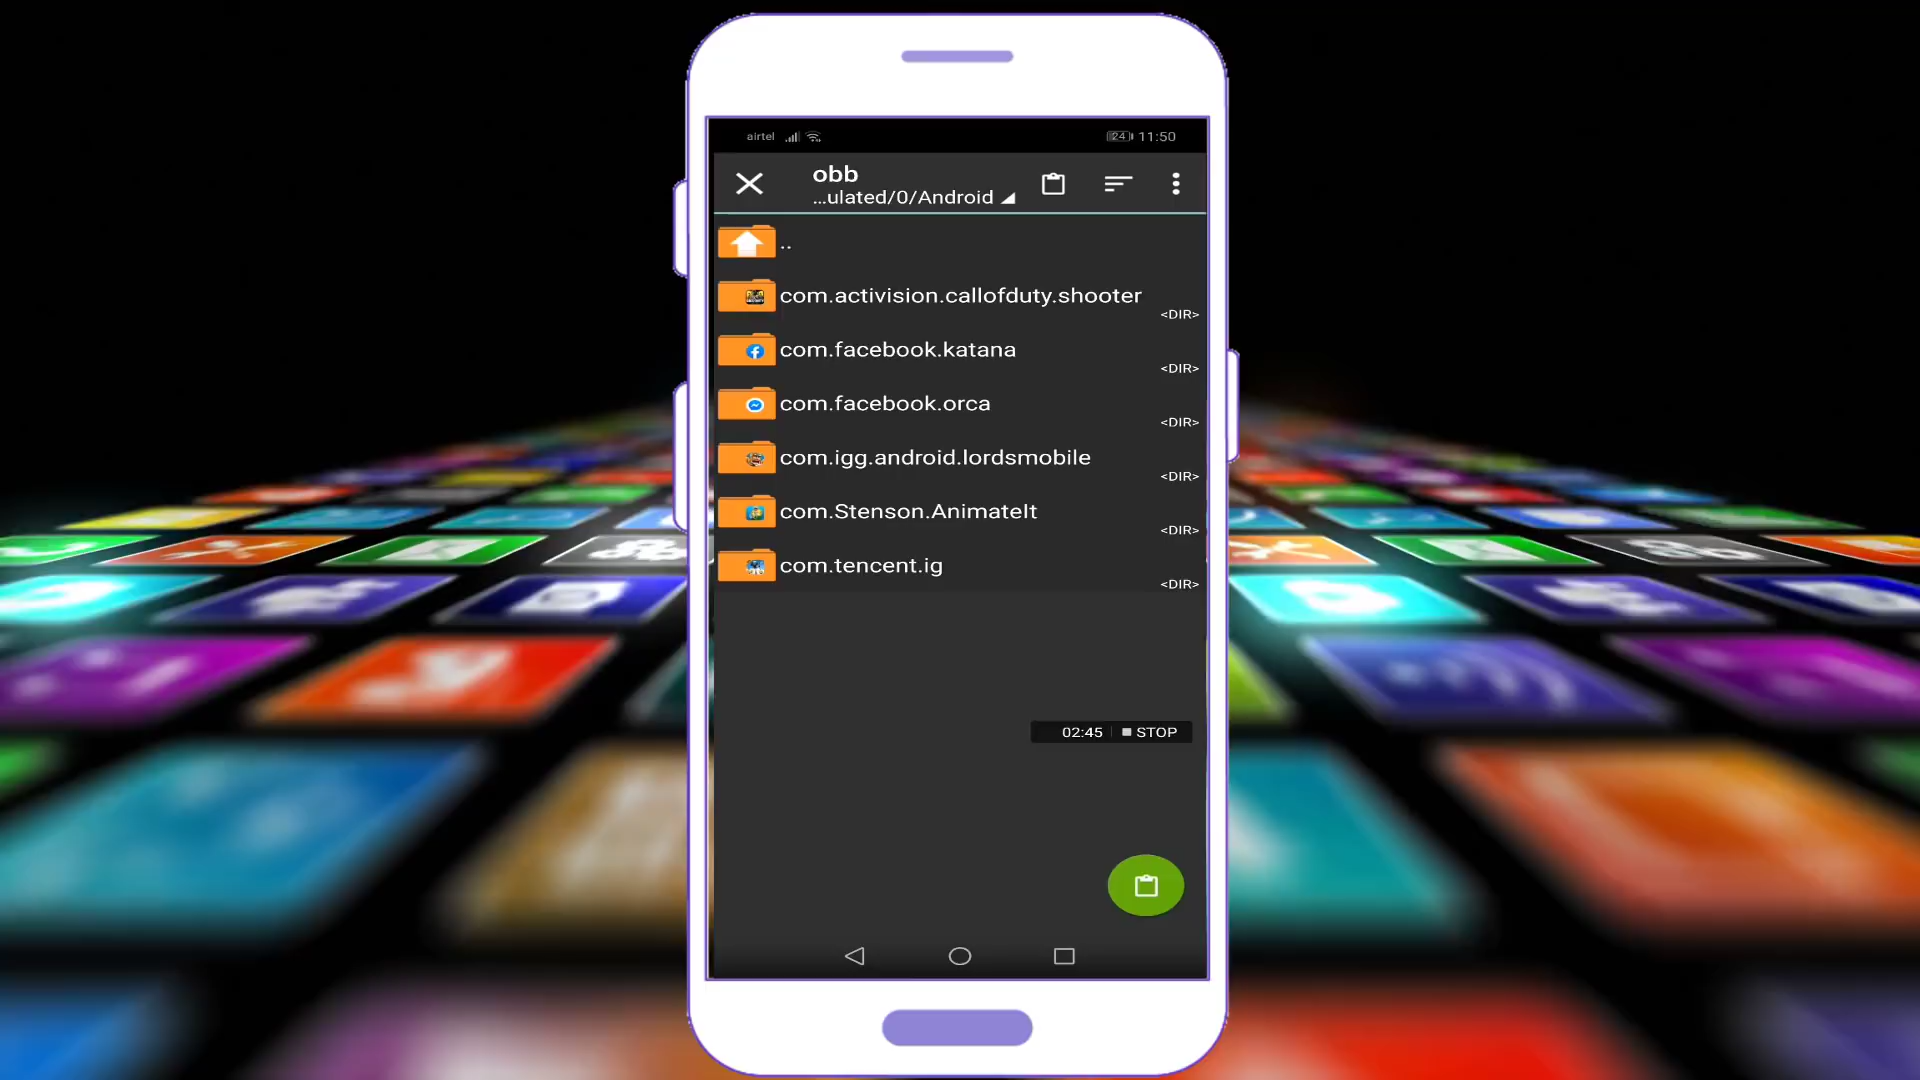 airtel
24 11:50
obb
...ulated/0/Android
..
com.activision.callofduty.shooter
<DIR>
com.facebook.katana
<DIR>
com.facebook.orca
<DIR>
com.igg.android.lordsmobile
<DIR>
com.Stenson.AnimateIt
<DIR>
com.tencent.ig
<DIR>
02:45 STOP